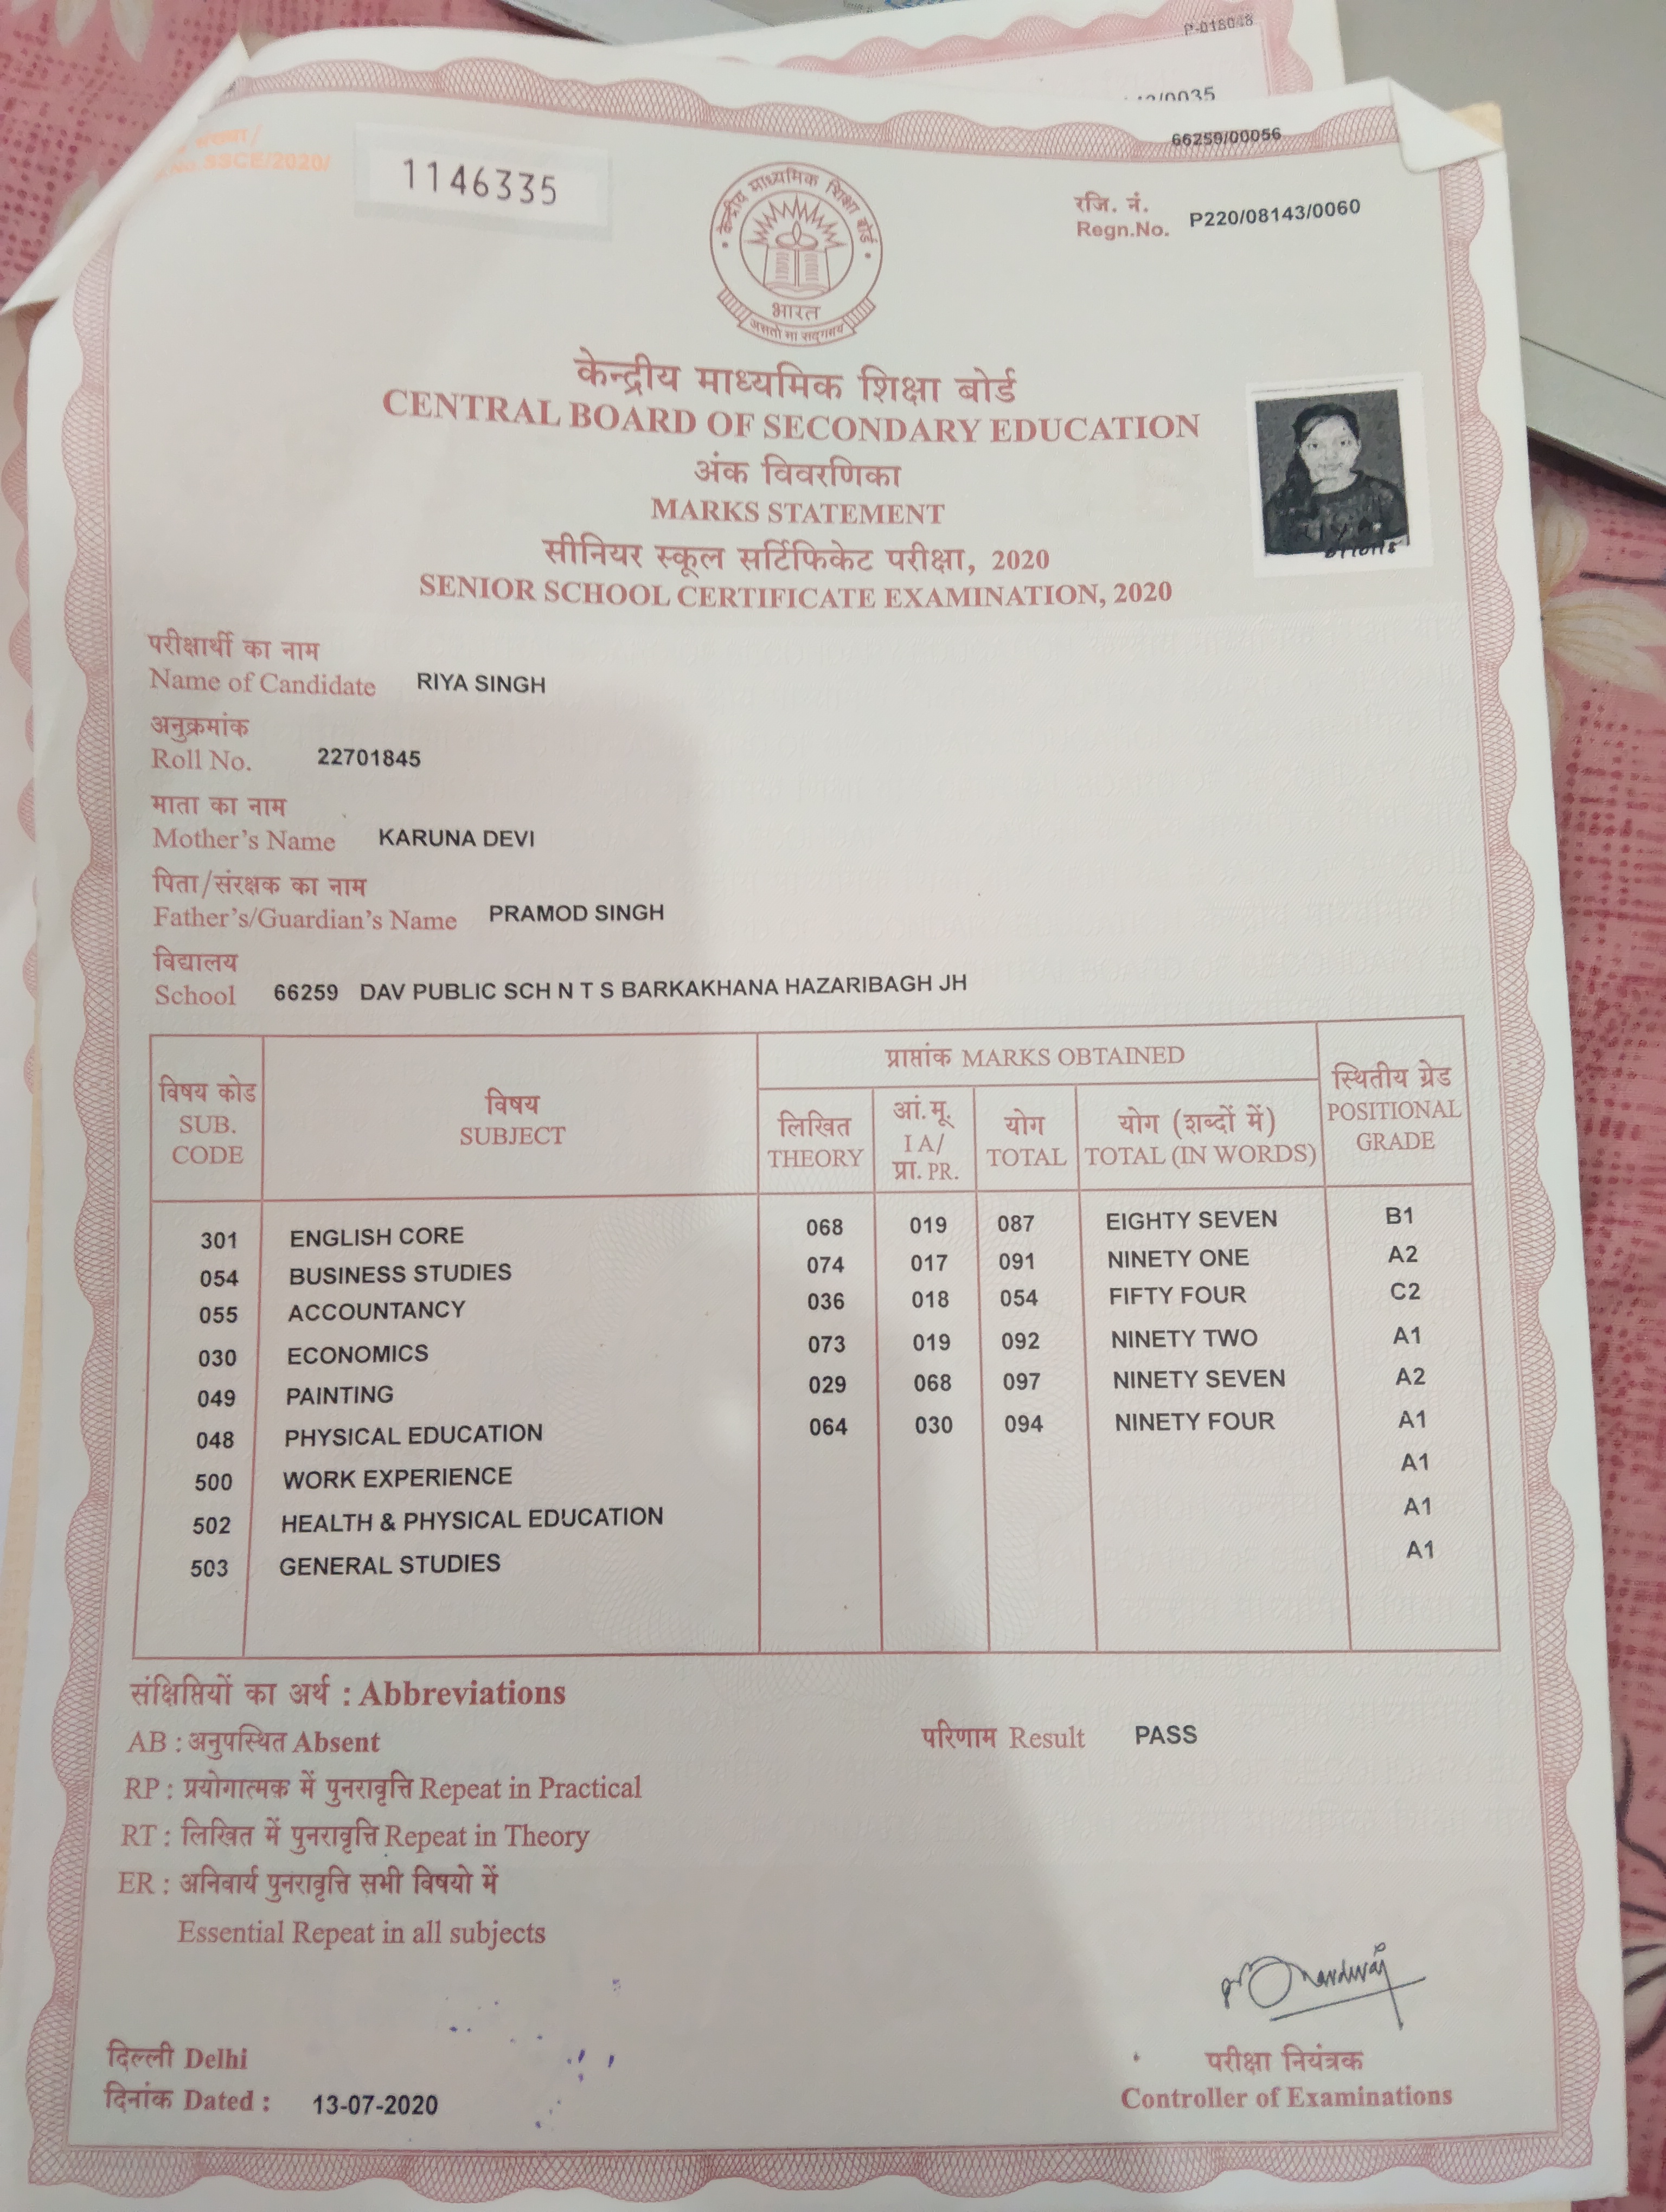 P-018048
/0035
66259/00056
SSCE/2020/
1146335
रजि. नं.
Regn.No. P220/08143/0060
केन्द्रीय माध्यमिक शिक्षा बोर्ड
भारत
असतो मा सद्गमय
केन्द्रीय माध्यमिक शिक्षा बोर्ड
CENTRAL BOARD OF SECONDARY EDUCATION
अंक विवरणिका
MARKS STATEMENT
सीनियर स्कूल सर्टिफिकेट परीक्षा, 2020
SENIOR SCHOOL CERTIFICATE EXAMINATION, 2020
परीक्षार्थी का नाम
Name of Candidate RIYA SINGH
अनुक्रमांक
Roll No. 22701845
माता का नाम
Mother's Name KARUNA DEVI
पिता/संरक्षक का नाम
Father's/Guardian's Name PRAMOD SINGH
विद्यालय
School 66259 DAV PUBLIC SCH N T S BARKAKHANA HAZARIBAGH JH
विषय कोड SUB. CODE
विषय SUBJECT
प्राप्तांक MARKS OBTAINED
लिखित THEORY
आं.मू. I A/ प्रा. PR.
योग TOTAL
योग (शब्दों में) TOTAL (IN WORDS)
स्थितीय ग्रेड POSITIONAL GRADE
301 ENGLISH CORE 068 019 087 EIGHTY SEVEN B1
054 BUSINESS STUDIES 074 017 091 NINETY ONE A2
055 ACCOUNTANCY 036 018 054 FIFTY FOUR C2
030 ECONOMICS 073 019 092 NINETY TWO A1
049 PAINTING 029 068 097 NINETY SEVEN A2
048 PHYSICAL EDUCATION 064 030 094 NINETY FOUR A1
500 WORK EXPERIENCE A1
502 HEALTH & PHYSICAL EDUCATION A1
503 GENERAL STUDIES A1
संक्षिप्तियों का अर्थ : Abbreviations
AB : अनुपस्थित Absent
परिणाम Result PASS
RP : प्रयोगात्मक में पुनरावृत्ति Repeat in Practical
RT : लिखित में पुनरावृत्ति Repeat in Theory
ER : अनिवार्य पुनरावृत्ति सभी विषयो में
Essential Repeat in all subjects
दिल्ली Delhi
दिनांक Dated : 13-07-2020
परीक्षा नियंत्रक
Controller of Examinations